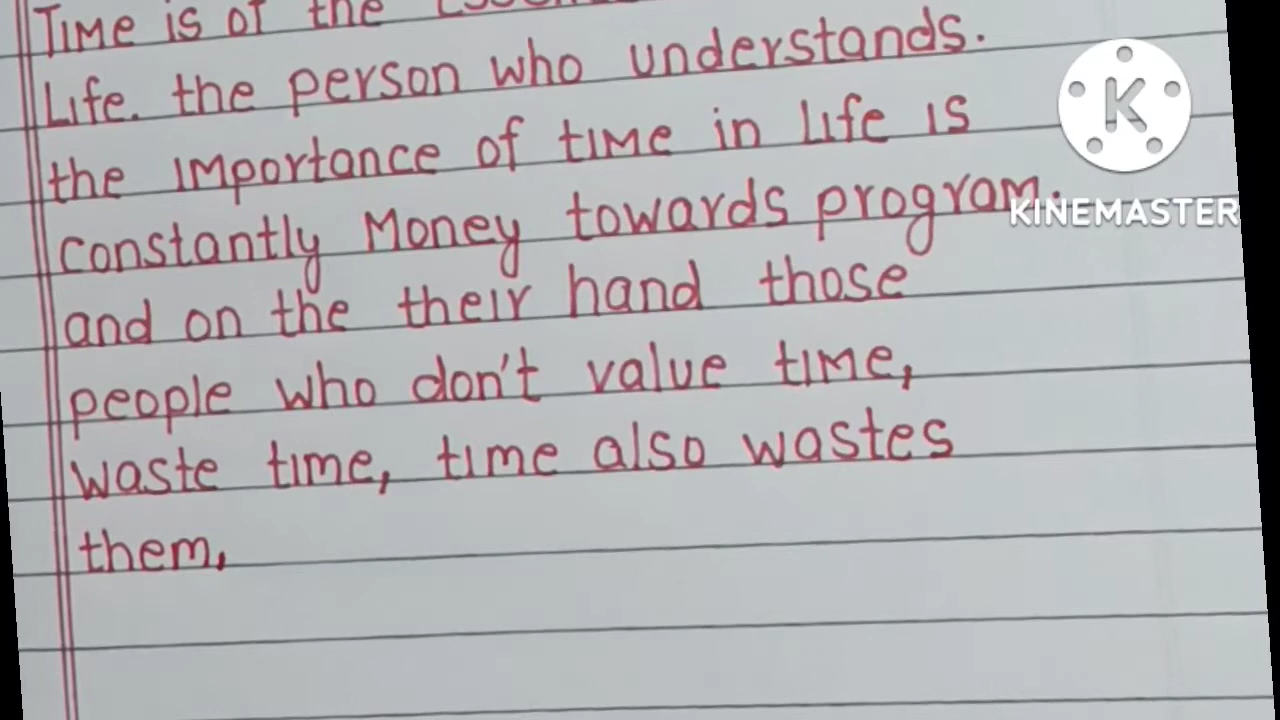 Time is of the
Life. the person who understands.
the importance of time in life is
constantly Money towards program.
and on the their hand those
people who don't value time,
waste time, time also wastes
them,
K
KINEMASTER